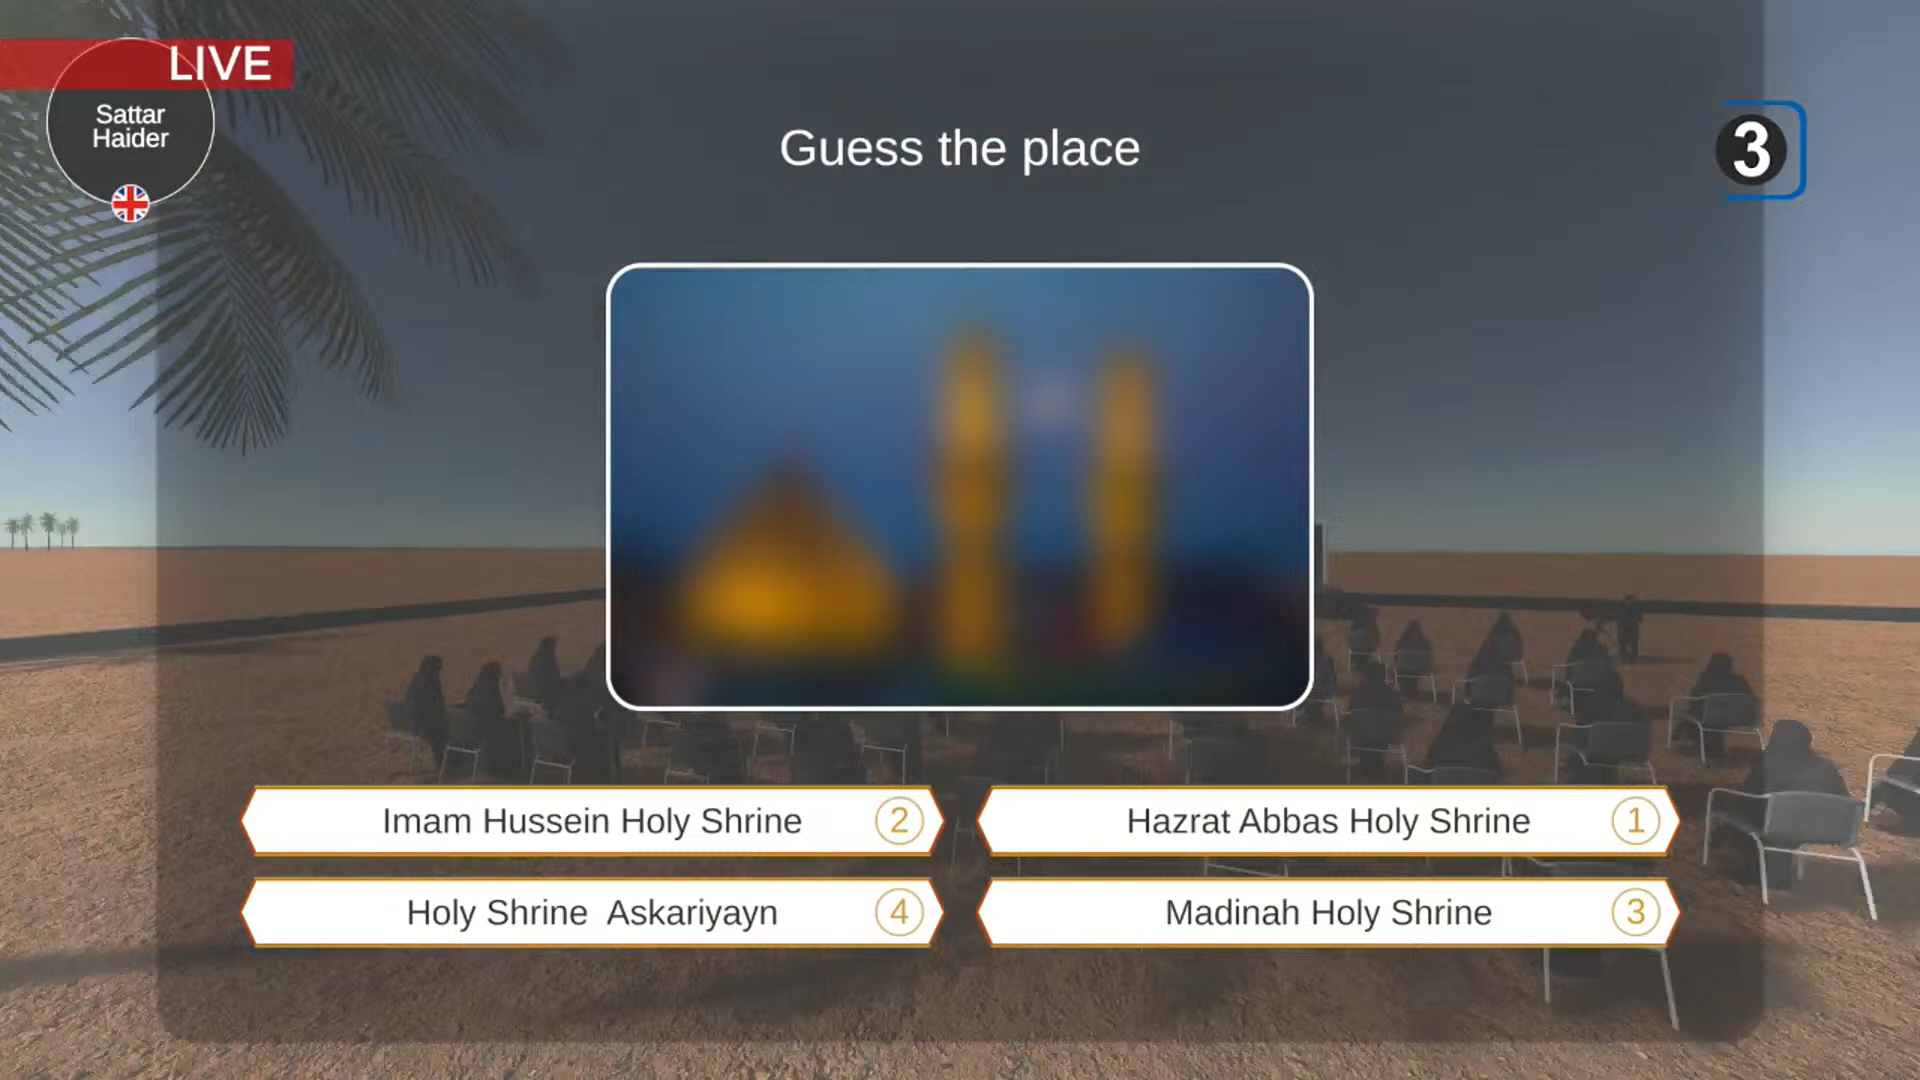 LIVE
Sattar
Haider
Guess the place
3
Imam Hussein Holy Shrine 2
Hazrat Abbas Holy Shrine 1
Holy Shrine  Askariyayn 4
Madinah Holy Shrine 3